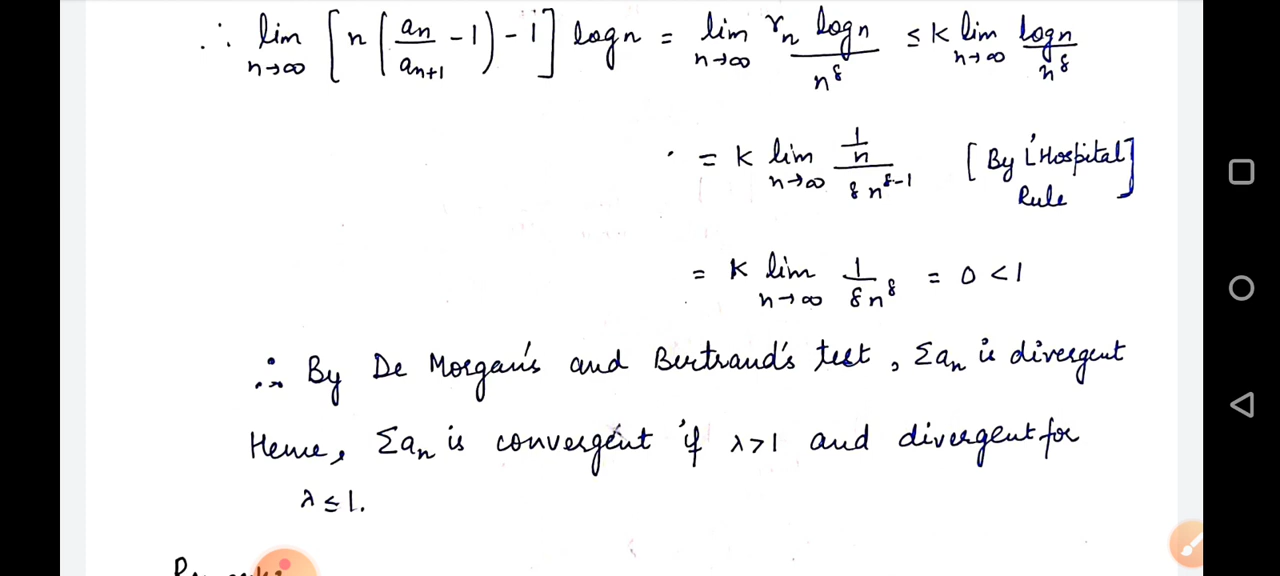 ∴ lim n→∞ [n(aₙ/aₙ₊₁ - 1) - 1] log n = lim n→∞ rₙ log n / n^δ ≤ K lim n→∞ log n / n^δ
= K lim n→∞ (1/n) / (δ n^(δ-1)) [By L'Hospital Rule]
= K lim n→∞ 1 / (δ n^δ) = 0 < 1
∴ By De Morgan's and Bertrand's test, Σaₙ is divergent
Hence, Σaₙ is convergent if λ>1 and divergent for
λ ≤ 1.